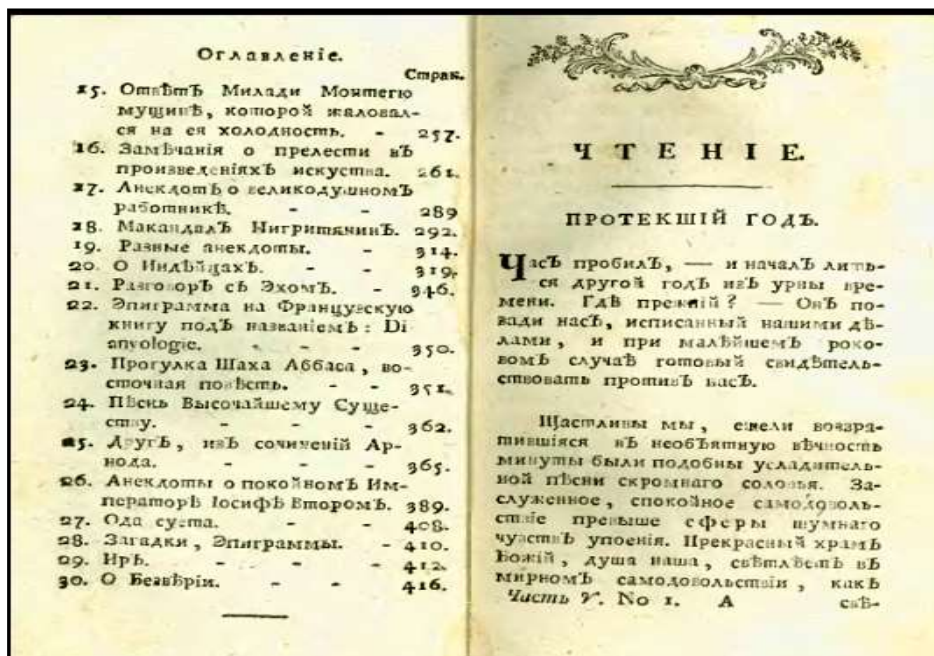 Оглавленіе.
Стран.
15. ОтвѣтЪ Милади Монтегю
мущинѣ, которой жаловал-
ся на ея холодность. - 257.
16. Замѣчанія о прелести вЪ
произведеніяхЪ искуства. 261.
17. АнекдотЪ о великодушномЪ
работникѣ. - - 289
18. МакандалЪ НигритянинЪ. 292.
19. Разные анекдоты. - 314.
20. О ИндѣйцахЪ. - - 319.
21. РазговорЪ сЪ ЭхомЪ. - 346.
22. Эпиграмма на Французскую
книгу подЪ названіемЪ: Di
anyologie. - - - 350.
23. Прогулка Шаха Аббаса, во-
сточная повѣсть. - - 351.
24. Пѣснь Высочайшему Суще-
ству. - - - 362.
25. ДругЪ, изЪ сочиненій Ар-
нода. - - - - 365.
26. Анекдоты о покойномЪ Им-
ператорѣ Іосифѣ ВторомЪ. 389.
27. Ода суета. - - 408.
28. Загадки, Эпиграммы. - 410.
29. ИрЪ. - - - - 412.
30. О Безвѣріи. - - 416.
ЧТЕНІЕ.
ПРОТЕКШІЙ ГОДЪ.
ЧасЪ пробилЪ, — и началЪ лить-
ся другой годЪ изЪ урны вре-
мени. Гдѣ прежній? — ОнЪ по-
зади насЪ, исписанный нашими дѣ-
лами, и при малѣйшемЪ роко-
вомЪ случаѣ готовый свидѣтель-
ствовать противЪ насЪ.
Щастливы мы, ежели возвра-
тившіяся вЪ необЪятную вѣчность
минуты были подобны усладитель-
ной пѣсни скромнаго соловья. За-
служенное, спокойное самодоволь-
ствіе превыше сферы шумнаго
чувствЪ упоенія. Прекрасный храмЪ
Божій, душа наша, свѣтлѣетЪ вЪ
мирномЪ самодовольствіи, какЪ
Часть V. No 1. А свѣ-